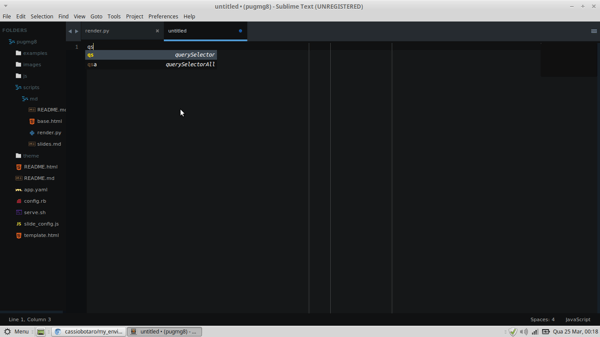 untitled • (pugmg8) - Sublime Text (UNREGISTERED)
File Edit Selection Find View Goto Tools Project Preferences Help
FOLDERS
render.py
untitled
pugmg8
examples
images
js
scripts
md
README.md
base.html
render.py
slides.md
theme
README.html
README.md
app.yaml
config.rb
serve.sh
slide_config.js
template.html
1 qs
qs querySelector
qsa querySelectorAll
Line 1, Column 3
Spaces: 4
JavaScript
Menu
cassiobotaro/my_envi...
untitled • (pugmg8) - ...
Qua 25 Mar, 00:18